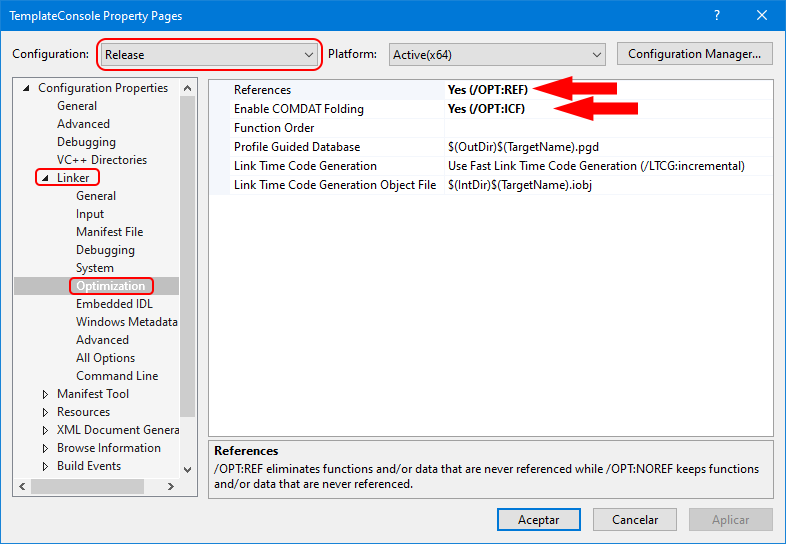 TemplateConsole Property Pages
Configuration: Release Platform: Active(x64) Configuration Manager...
Configuration Properties
General
Advanced
Debugging
VC++ Directories
Linker
General
Input
Manifest File
Debugging
System
Optimization
Embedded IDL
Windows Metadata
Advanced
All Options
Command Line
Manifest Tool
Resources
XML Document Genera
Browse Information
Build Events
References Yes (/OPT:REF)
Enable COMDAT Folding Yes (/OPT:ICF)
Function Order
Profile Guided Database $(OutDir)$(TargetName).pgd
Link Time Code Generation Use Fast Link Time Code Generation (/LTCG:incremental)
Link Time Code Generation Object File $(IntDir)$(TargetName).iobj
References
/OPT:REF eliminates functions and/or data that are never referenced while /OPT:NOREF keeps functions
and/or data that are never referenced.
Aceptar Cancelar Aplicar